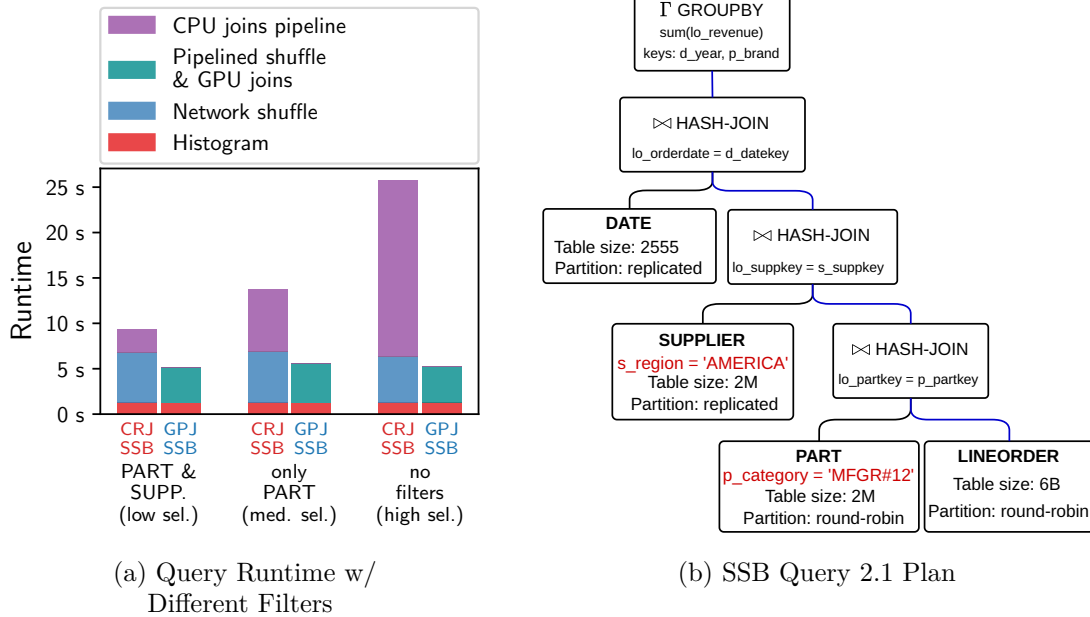 CPU joins pipeline
Pipelined shuffle
& GPU joins
Network shuffle
Histogram
Runtime
25 s
20 s
15 s
10 s
5 s
0 s
CRJ GPJ CRJ GPJ CRJ GPJ
SSB SSB SSB SSB SSB SSB
PART & only no
SUPP. PART filters
(low sel.) (med. sel.) (high sel.)
(a) Query Runtime w/
Different Filters
Γ GROUPBY
sum(lo_revenue)
keys: d_year, p_brand
⋈ HASH-JOIN
lo_orderdate = d_datekey
DATE
Table size: 2555
Partition: replicated
⋈ HASH-JOIN
lo_suppkey = s_suppkey
SUPPLIER
s_region = 'AMERICA'
Table size: 2M
Partition: replicated
⋈ HASH-JOIN
lo_partkey = p_partkey
PART
p_category = 'MFGR#12'
Table size: 2M
Partition: round-robin
LINEORDER
Table size: 6B
Partition: round-robin
(b) SSB Query 2.1 Plan